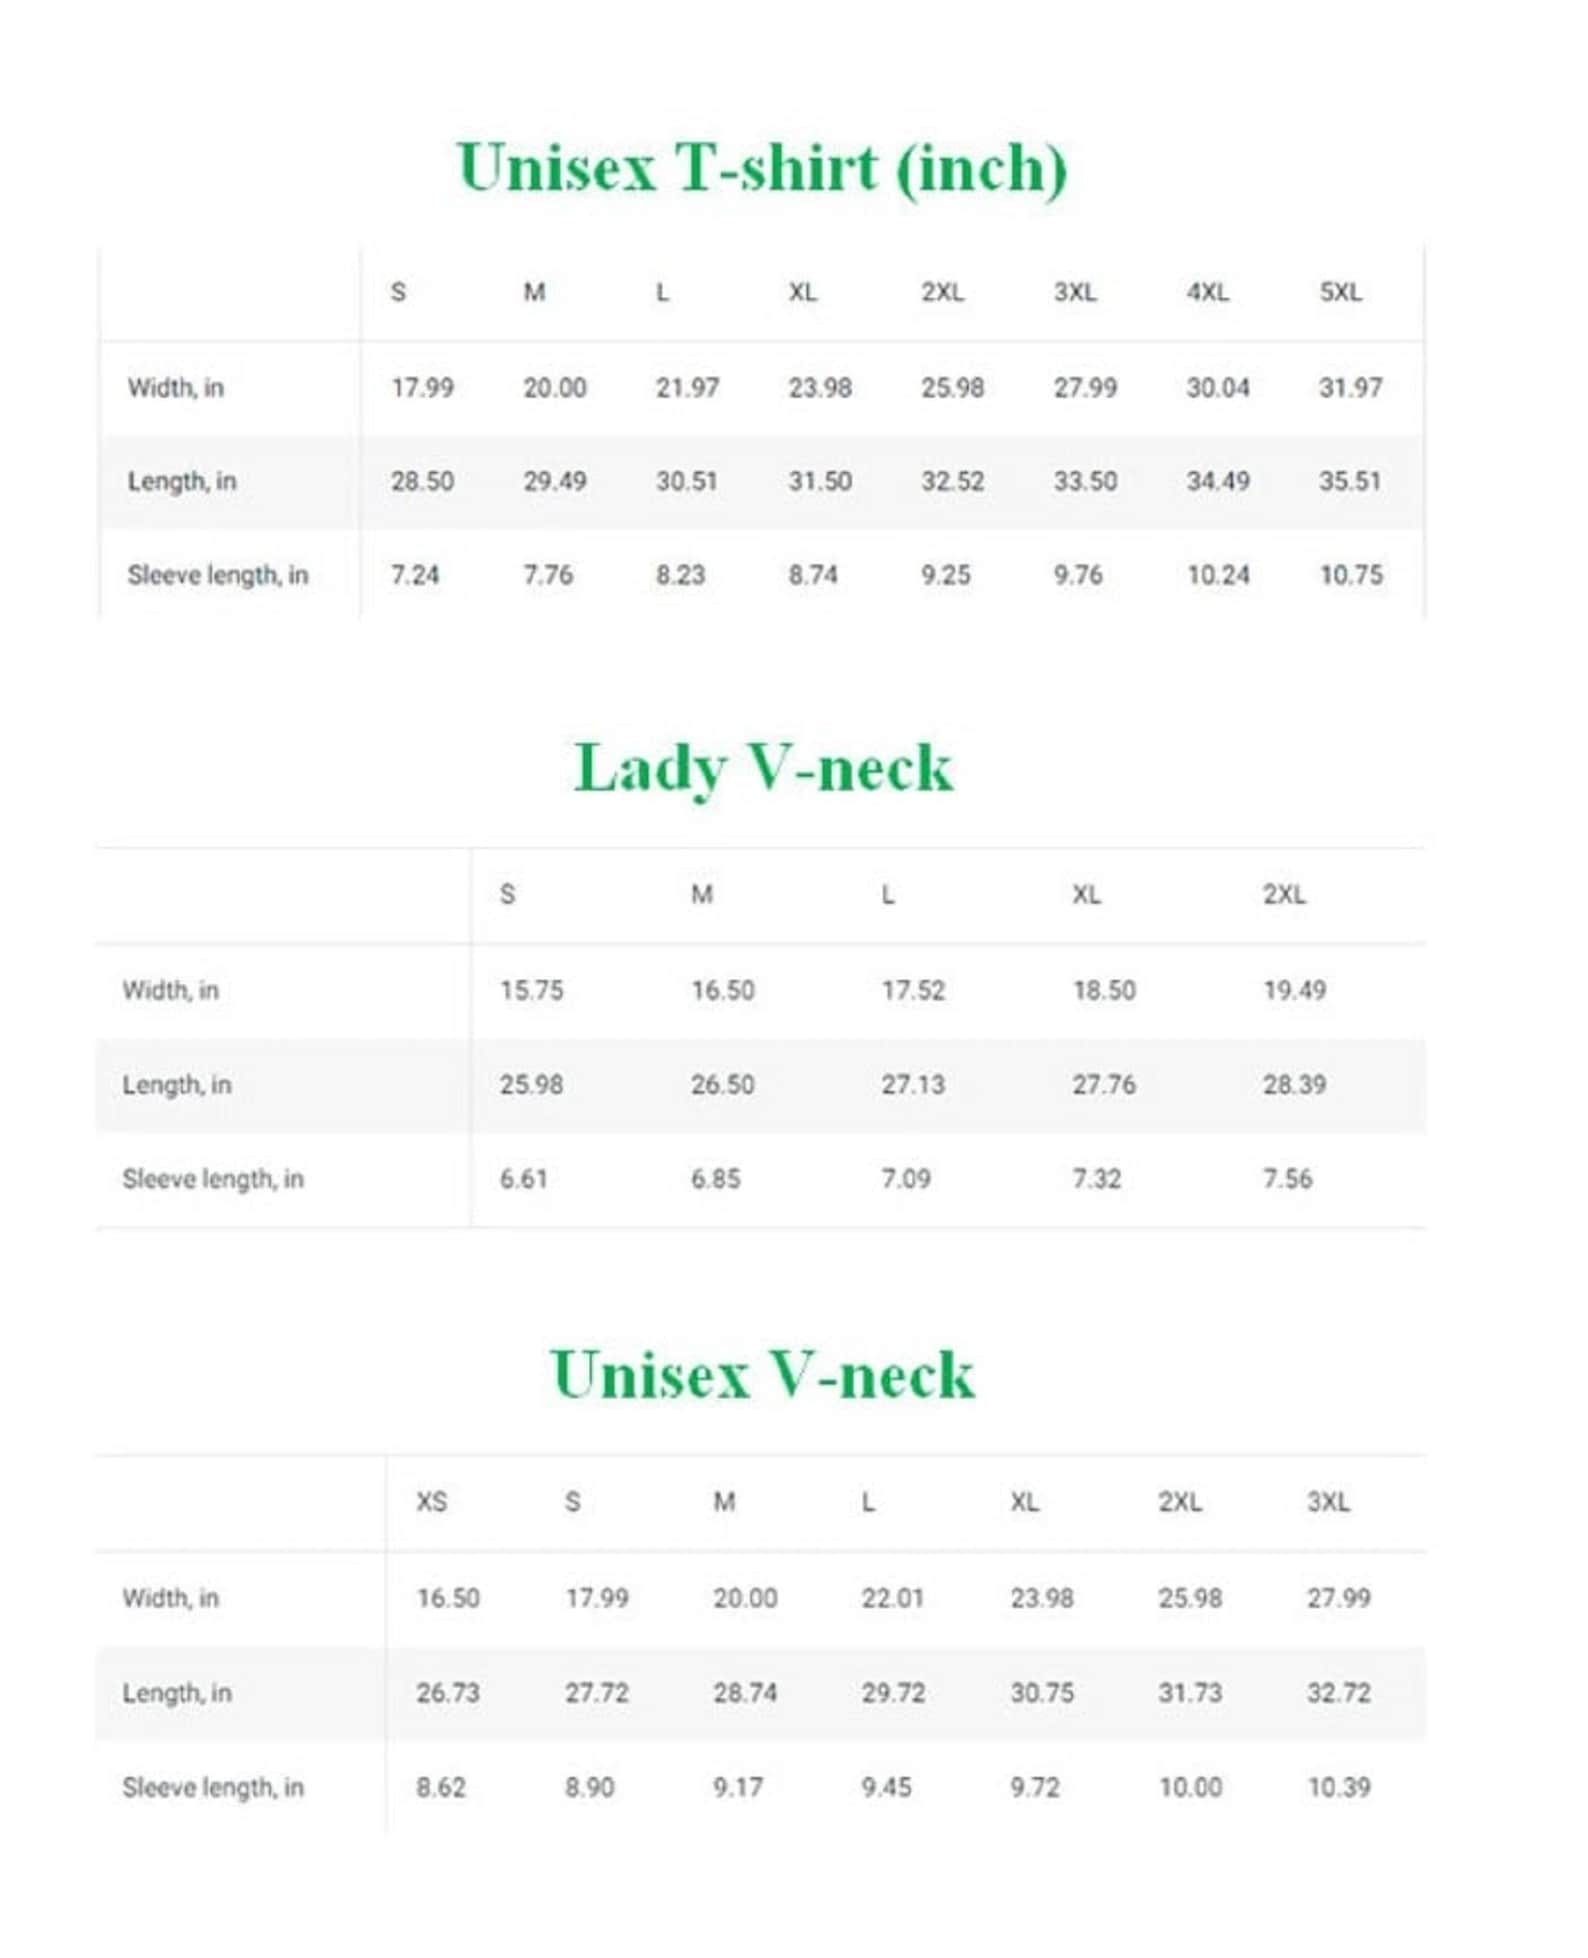 Unisex T-shirt (inch)
S M L XL 2XL 3XL 4XL 5XL
Width, in 17.99 20.00 21.97 23.98 25.98 27.99 30.04 31.97
Length, in 28.50 29.49 30.51 31.50 32.52 33.50 34.49 35.51
Sleeve length, in 7.24 7.76 8.23 8.74 9.25 9.76 10.24 10.75
Lady V-neck
S M L XL 2XL
Width, in 15.75 16.50 17.52 18.50 19.49
Length, in 25.98 26.50 27.13 27.76 28.39
Sleeve length, in 6.61 6.85 7.09 7.32 7.56
Unisex V-neck
XS S M L XL 2XL 3XL
Width, in 16.50 17.99 20.00 22.01 23.98 25.98 27.99
Length, in 26.73 27.72 28.74 29.72 30.75 31.73 32.72
Sleeve length, in 8.62 8.90 9.17 9.45 9.72 10.00 10.39